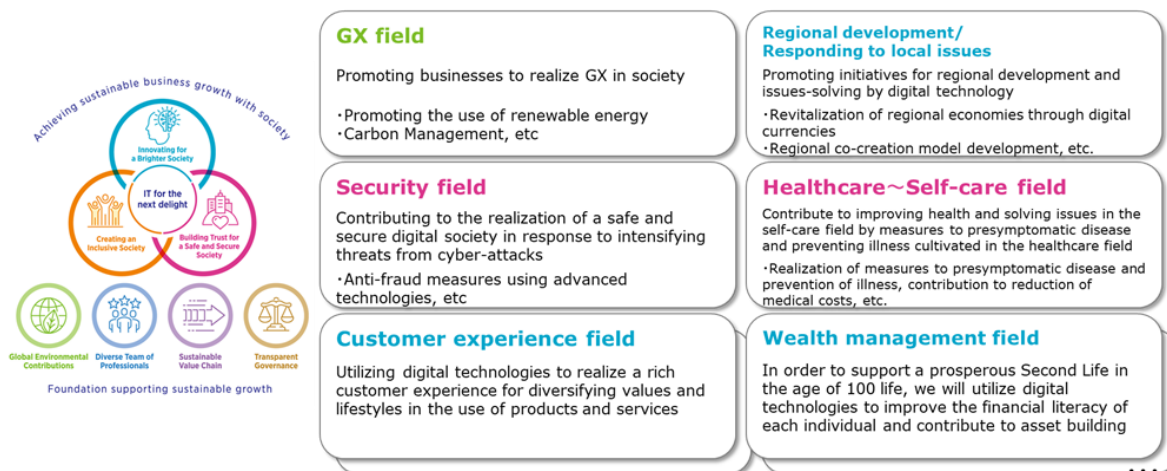 Achieving sustainable business growth with society
Innovating for
a Brighter Society
IT for the
next delight
Creating an
Inclusive Society
Building Trust for
a Safe and Secure
Society
Global Environmental
Contributions
Diverse Team of
Professionals
Sustainable
Value Chain
Transparent
Governance
Foundation supporting sustainable growth
GX field
Promoting businesses to realize GX in society
・Promoting the use of renewable energy
・Carbon Management, etc
Regional development/
Responding to local issues
Promoting initiatives for regional development and
issues-solving by digital technology
・Revitalization of regional economies through digital
currencies
・Regional co-creation model development, etc.
Security field
Contributing to the realization of a safe and
secure digital society in response to intensifying
threats from cyber-attacks
・Anti-fraud measures using advanced
technologies, etc
Healthcare～Self-care field
Contribute to improving health and solving issues in the
self-care field by measures to presymptomatic disease
and preventing illness cultivated in the healthcare field
・Realization of measures to presymptomatic disease and
prevention of illness, contribution to reduction of
medical costs, etc.
Customer experience field
Utilizing digital technologies to realize a rich
customer experience for diversifying values and
lifestyles in the use of products and services
Wealth management field
In order to support a prosperous Second Life in
the age of 100 life, we will utilize digital
technologies to improve the financial literacy of
each individual and contribute to asset building